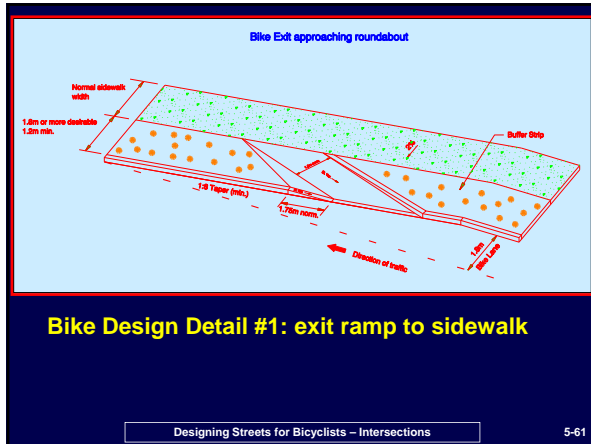 Bike Exit approaching roundabout
Normal sidewalk
width
1.8m or more desirable
1.2m min.
Buffer Strip
2%
1:8 Taper (min.)
1.75m norm.
Direction of traffic
Bike Lane
Bike Design Detail #1: exit ramp to sidewalk
Designing Streets for Bicyclists – Intersections
5-61